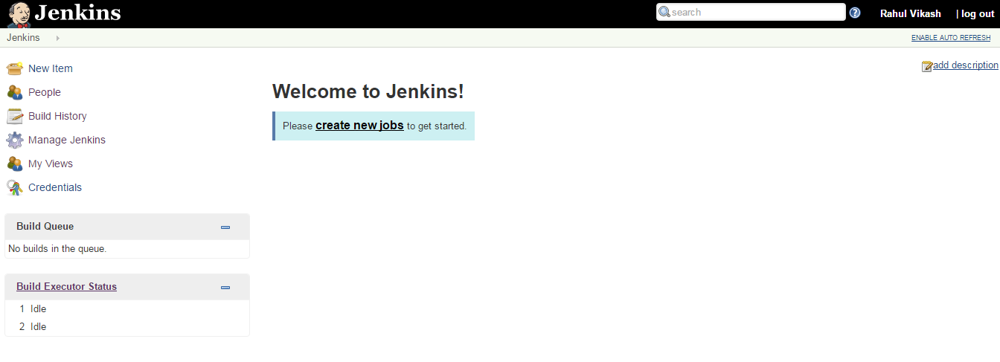 Jenkins
search
Rahul Vikash | log out
Jenkins
ENABLE AUTO REFRESH
New Item
People
Build History
Manage Jenkins
My Views
Credentials
Build Queue
No builds in the queue.
Build Executor Status
1 Idle
2 Idle
add description
Welcome to Jenkins!
Please create new jobs to get started.